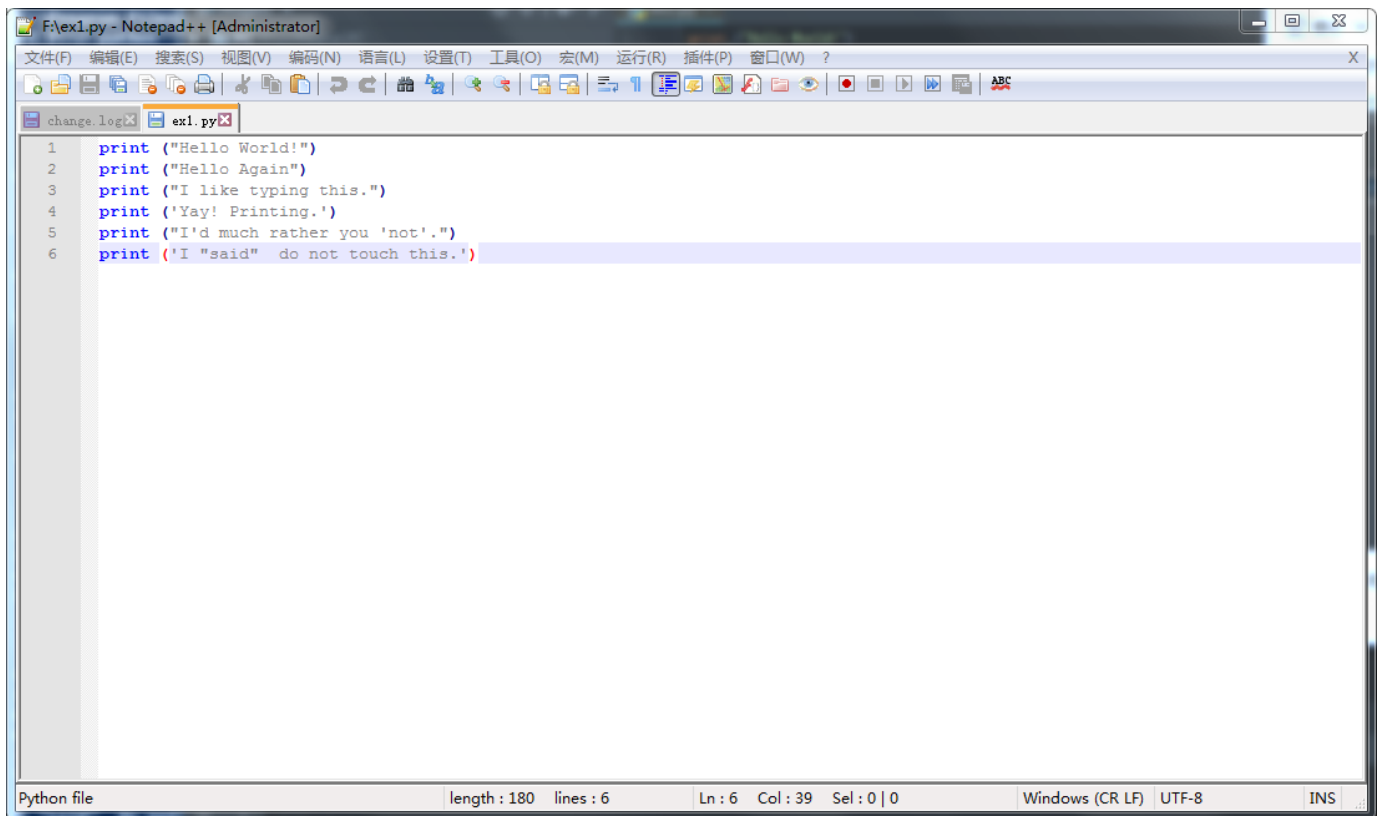 F:\ex1.py - Notepad++ [Administrator]
文件(F) 编辑(E) 搜索(S) 视图(V) 编码(N) 语言(L) 设置(T) 工具(O) 宏(M) 运行(R) 插件(P) 窗口(W) ? X
ABC
change.log ex1.py
1 print ("Hello World!")
2 print ("Hello Again")
3 print ("I like typing this.")
4 print ('Yay! Printing.')
5 print ("I'd much rather you 'not'.")
6 print ('I "said"  do not touch this.')
Python file length : 180 lines : 6 Ln : 6 Col : 39 Sel : 0 | 0 Windows (CR LF) UTF-8 INS